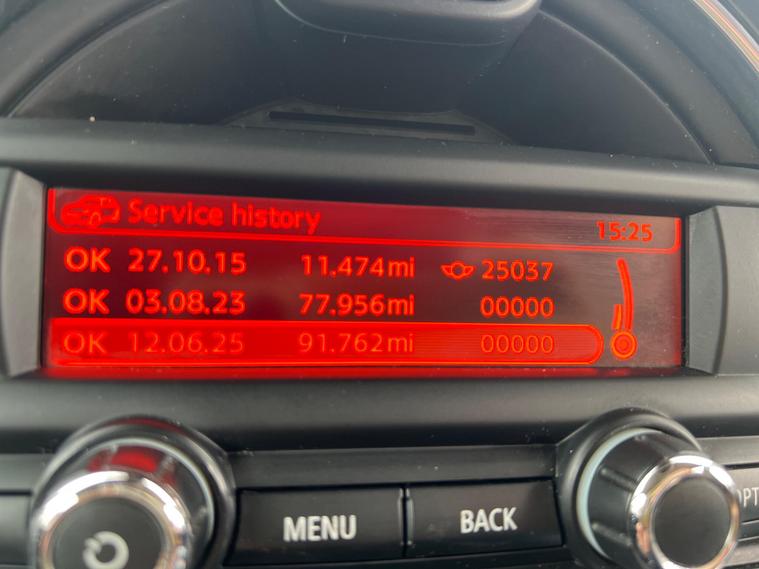 Service history 15:25
OK 27.10.15 11.474mi 25037
OK 03.08.23 77.956mi 00000
OK 12.06.25 91.762mi 00000
MENU BACK